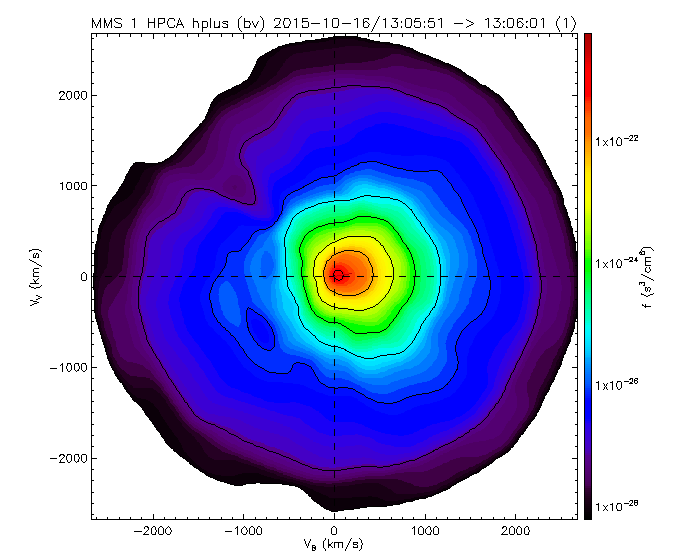 MMS 1 HPCA hplus (bv) 2015-10-16/13:05:51 -> 13:06:01 (1)
2000
1000
0
-1000
-2000
V_V (km/s)
-2000 -1000 0 1000 2000
V_B (km/s)
1x10^-22
1x10^-24
1x10^-26
1x10^-28
f (s^3/cm^6)